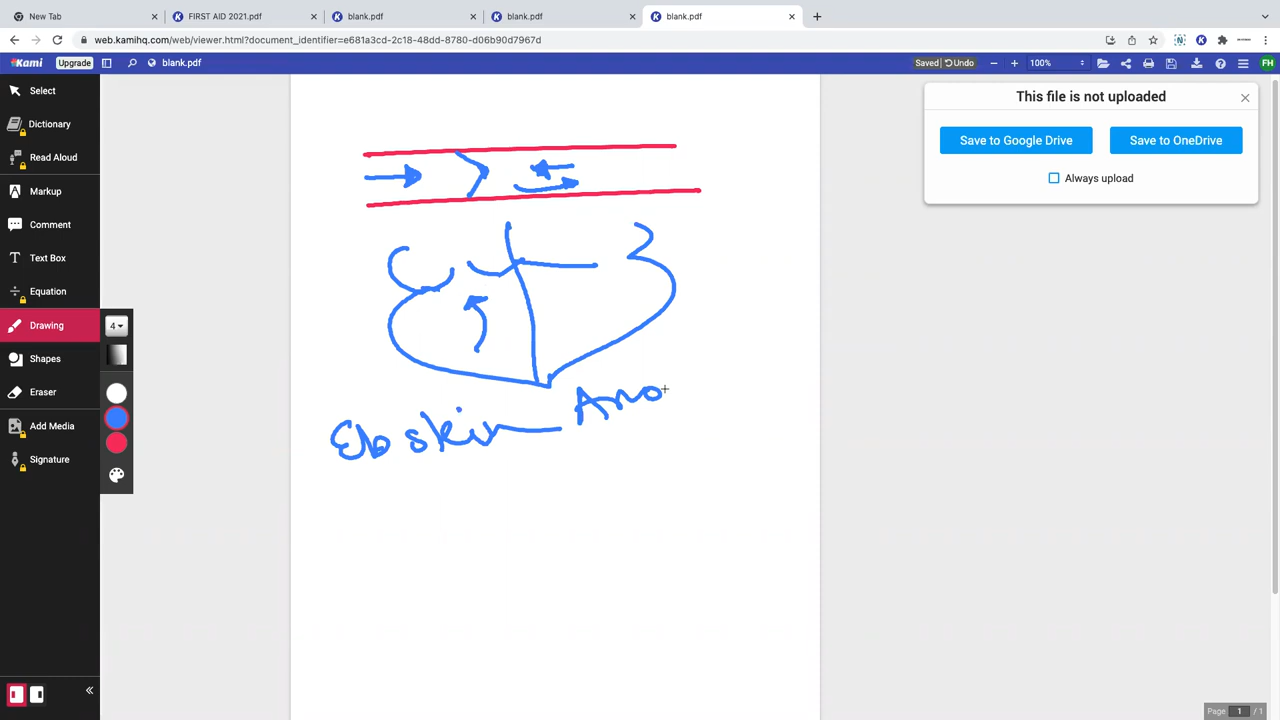 New Tab
FIRST AID 2021.pdf
blank.pdf
blank.pdf
blank.pdf
web.kamihq.com/web/viewer.html?document_identifier=e681a3cd-2c18-48dd-8780-d06b90d7967d
Kami
Upgrade
blank.pdf
Saved
Undo
100%
FH
Select
Dictionary
Read Aloud
Markup
Comment
Text Box
Equation
Drawing
4
Shapes
Eraser
Add Media
Signature
This file is not uploaded
Save to Google Drive
Save to OneDrive
Always upload
Ano
Ebskin
Page 1 / 1